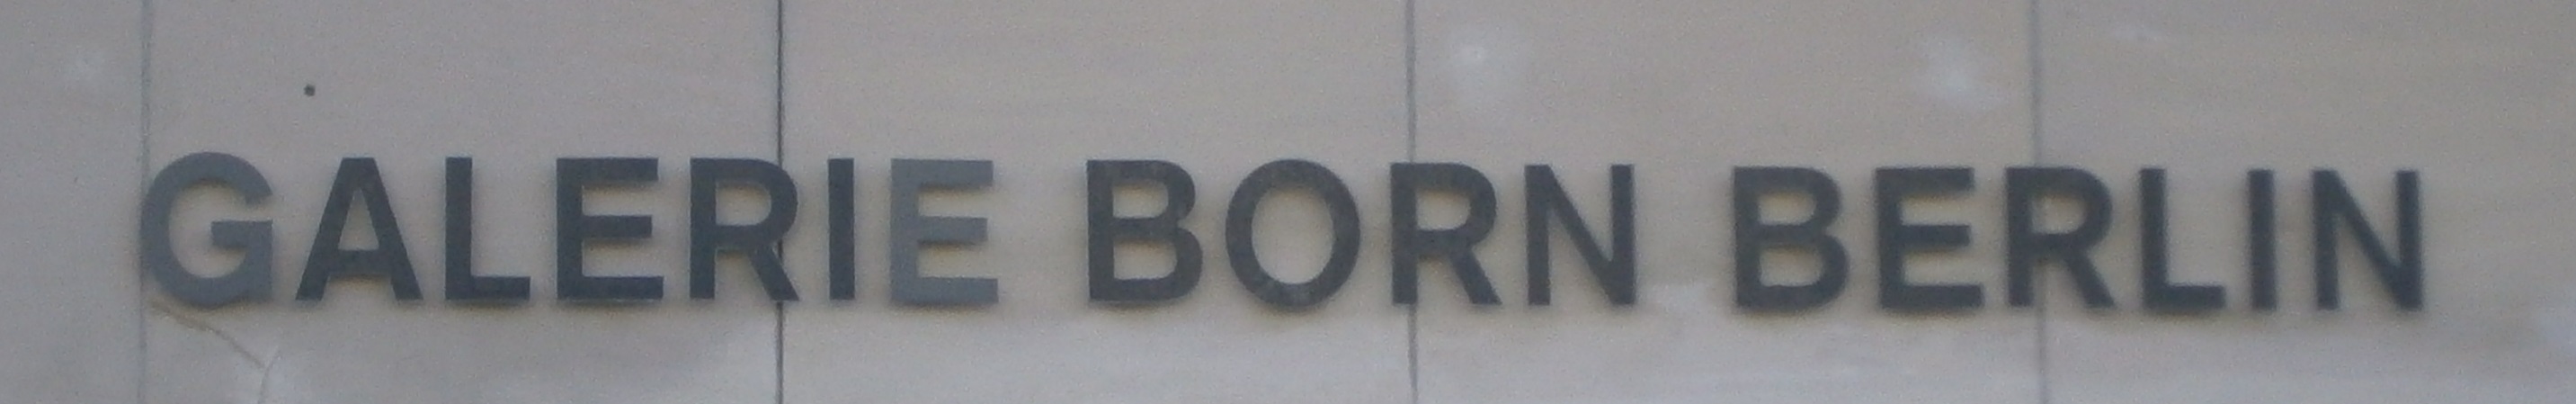 GALERIE BORN BERLIN